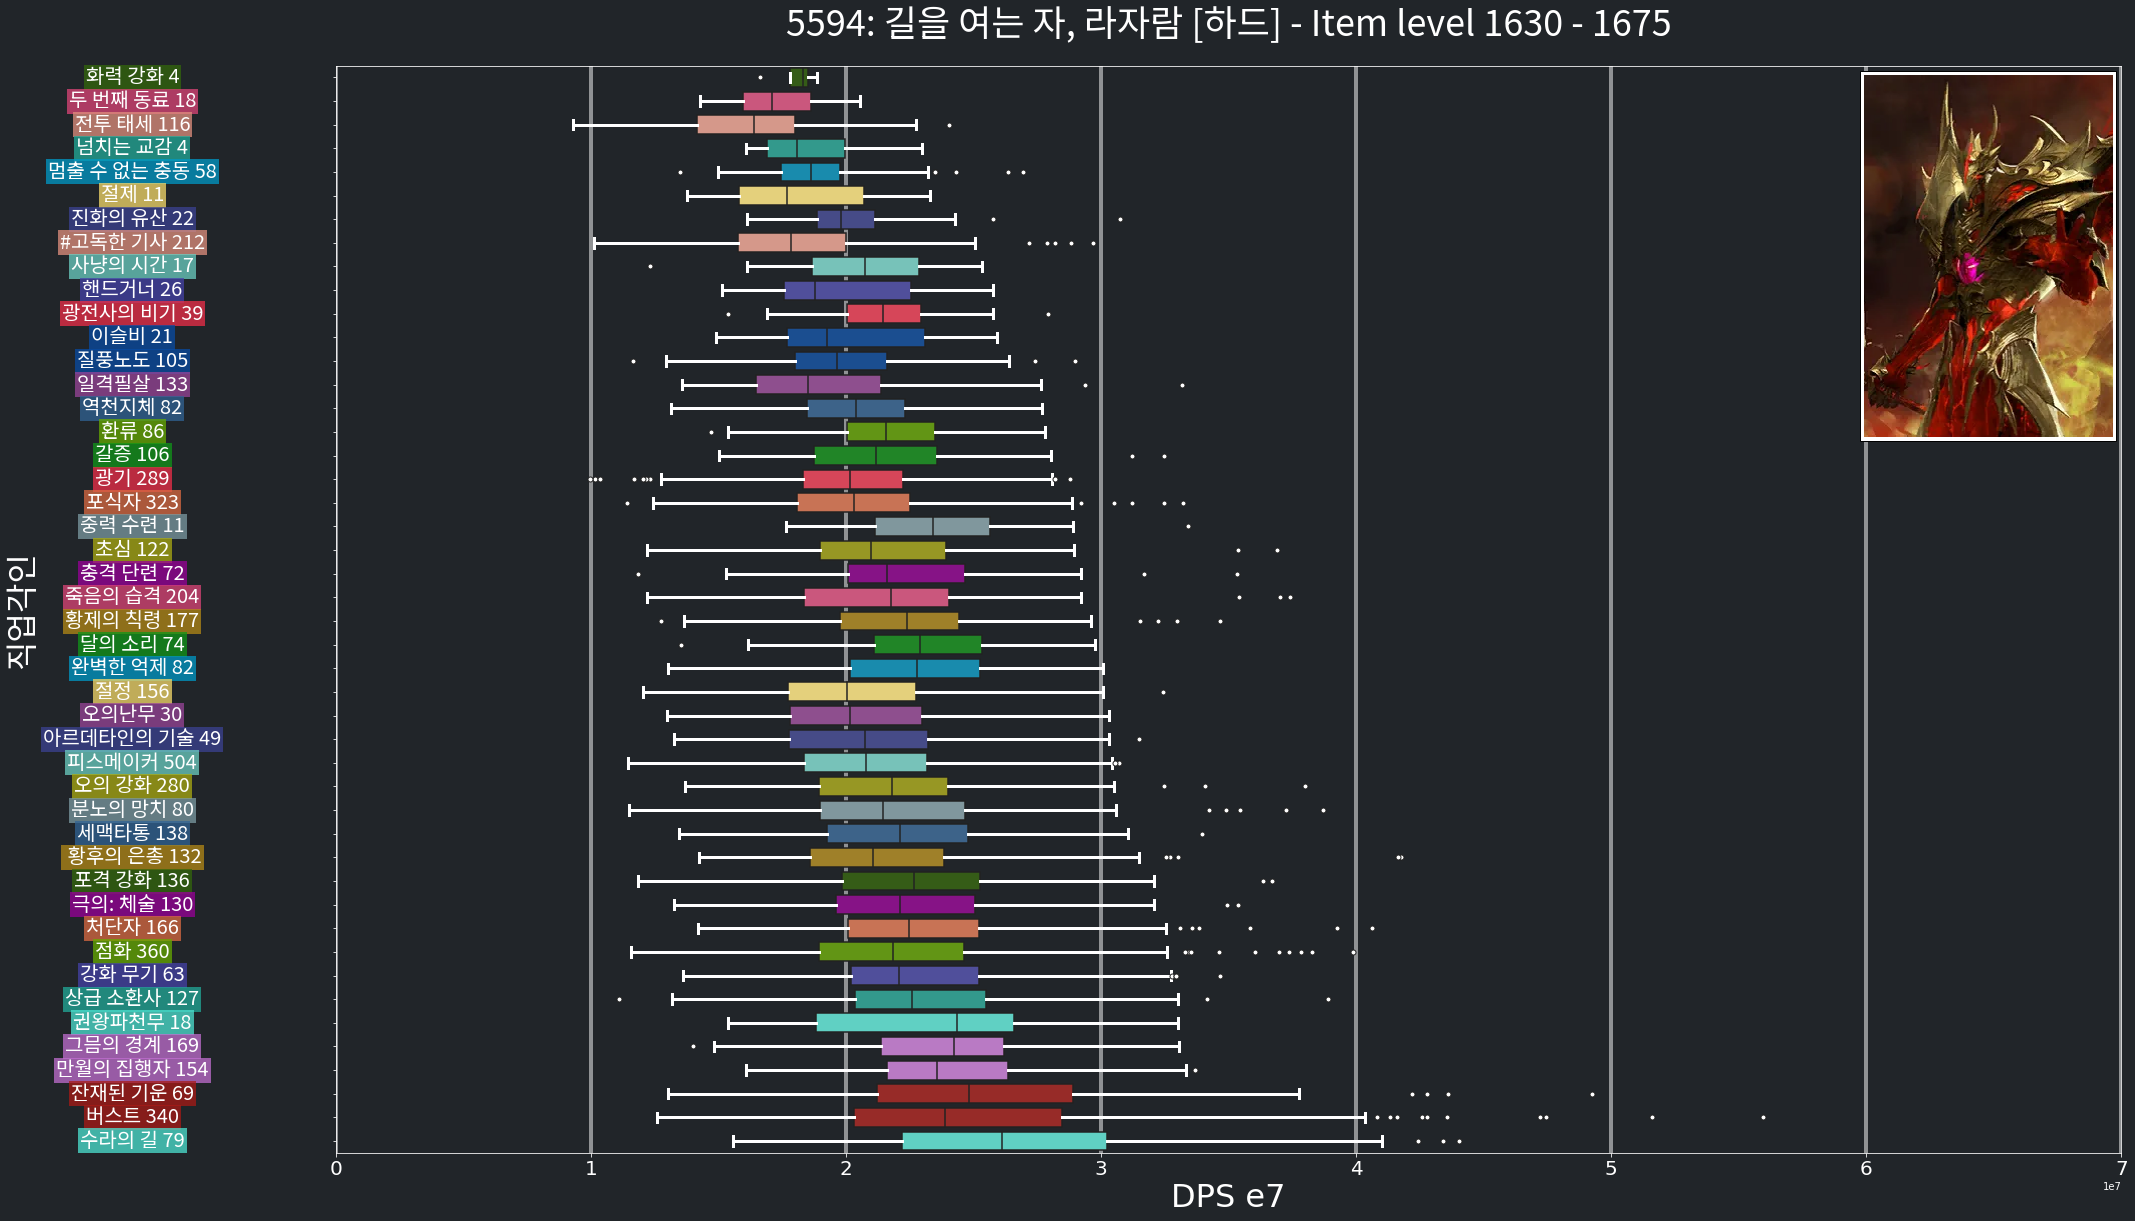 5594: 길을 여는 자, 라자람 [하드] - Item level 1630 - 1675
직업각인
화력 강화 4
두 번째 동료 18
전투 태세 116
넘치는 교감 4
멈출 수 없는 충동 58
절제 11
진화의 유산 22
#고독한 기사 212
사냥의 시간 17
핸드거너 26
광전사의 비기 39
이슬비 21
질풍노도 105
일격필살 133
역천지체 82
환류 86
갈증 106
광기 289
포식자 323
중력 수련 11
초심 122
충격 단련 72
죽음의 습격 204
황제의 칙령 177
달의 소리 74
완벽한 억제 82
절정 156
오의난무 30
아르데타인의 기술 49
피스메이커 504
오의 강화 280
분노의 망치 80
세맥타통 138
황후의 은총 132
포격 강화 136
극의: 체술 130
처단자 166
점화 360
강화 무기 63
상급 소환사 127
권왕파천무 18
그믐의 경계 169
만월의 집행자 154
잔재된 기운 69
버스트 340
수라의 길 79
0 1 2 3 4 5 6 7
1e7
DPS e7